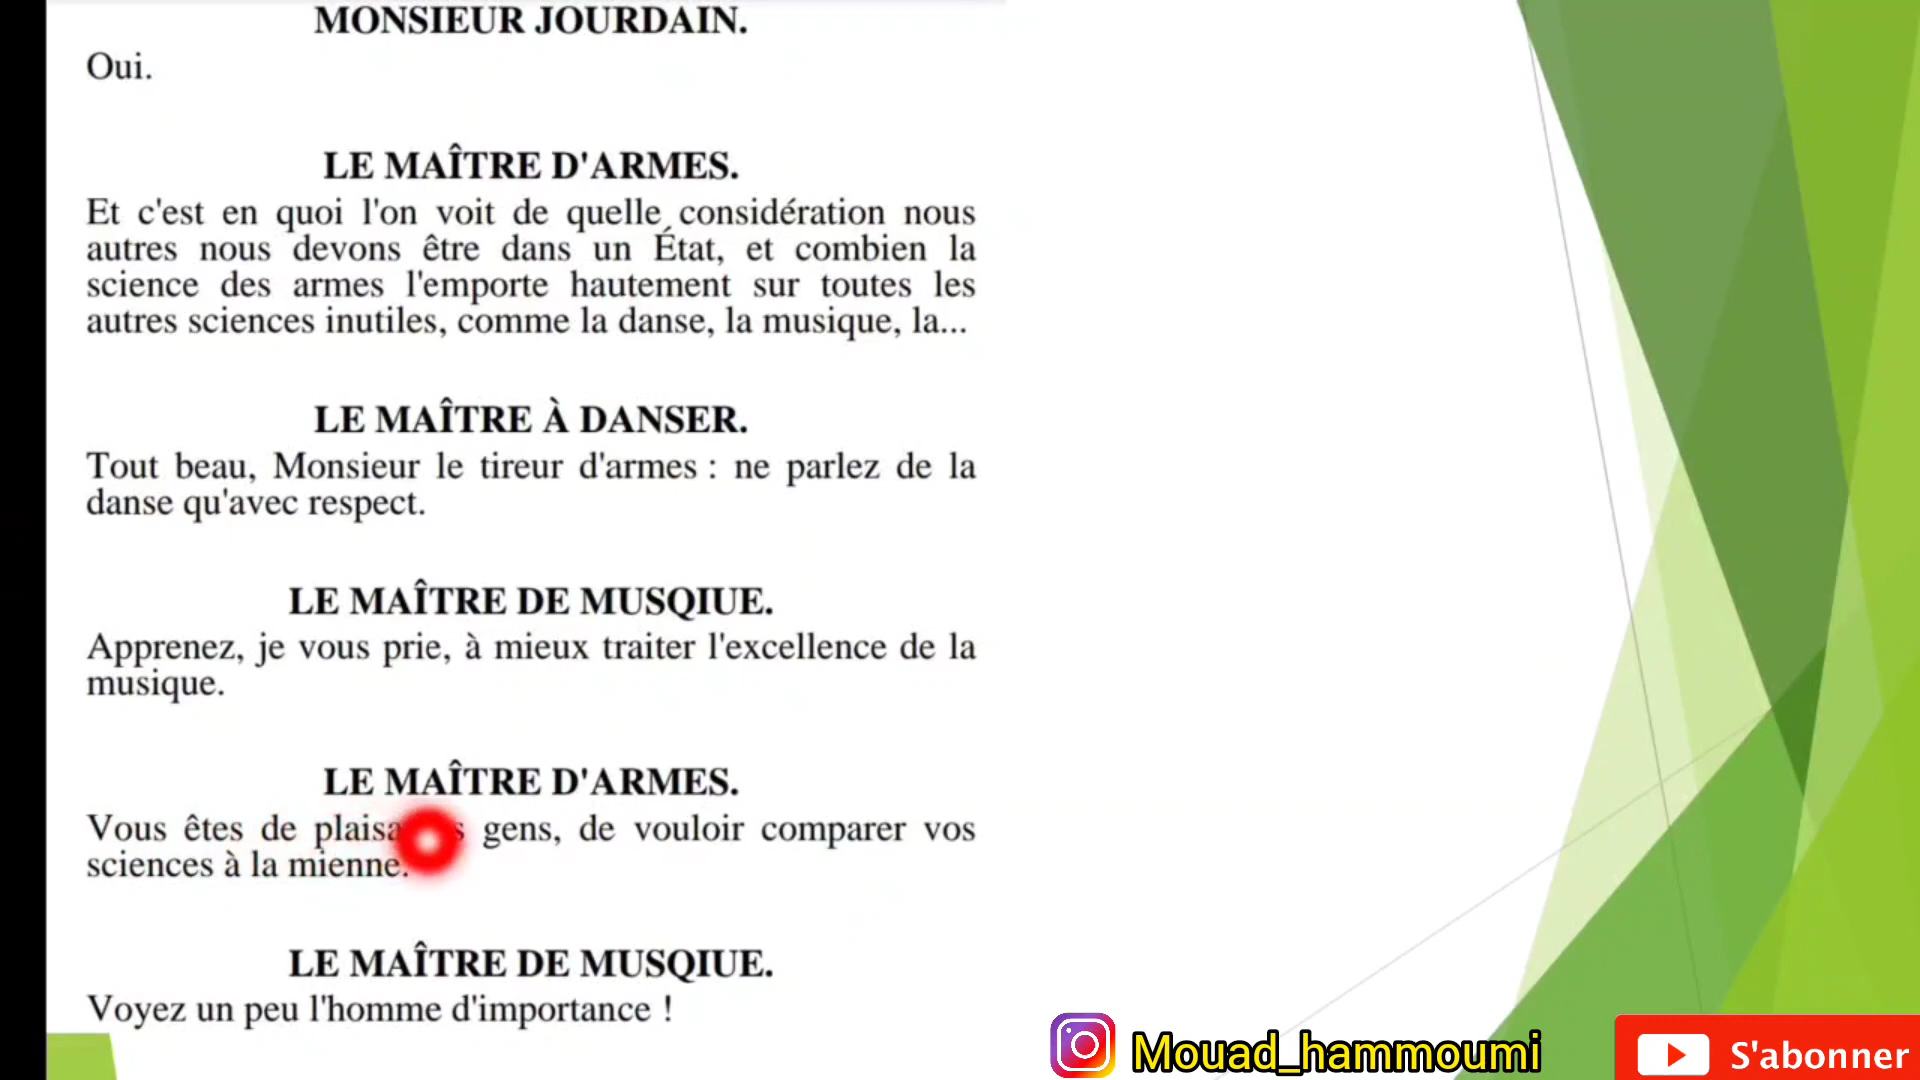 MONSIEUR JOURDAIN.
Oui.
LE MAÎTRE D'ARMES.
Et c'est en quoi l'on voit de quelle considération nous
autres nous devons être dans un État, et combien la
science des armes l'emporte hautement sur toutes les
autres sciences inutiles, comme la danse, la musique, la...
LE MAÎTRE À DANSER.
Tout beau, Monsieur le tireur d'armes : ne parlez de la
danse qu'avec respect.
LE MAÎTRE DE MUSQIUE.
Apprenez, je vous prie, à mieux traiter l'excellence de la
musique.
LE MAÎTRE D'ARMES.
Vous êtes de gens, de vouloir comparer vos
sciences à la mienne.
LE MAÎTRE DE MUSQIUE.
Voyez un peu l'homme d'importance !
Mouad_hammoumi
S'abonner